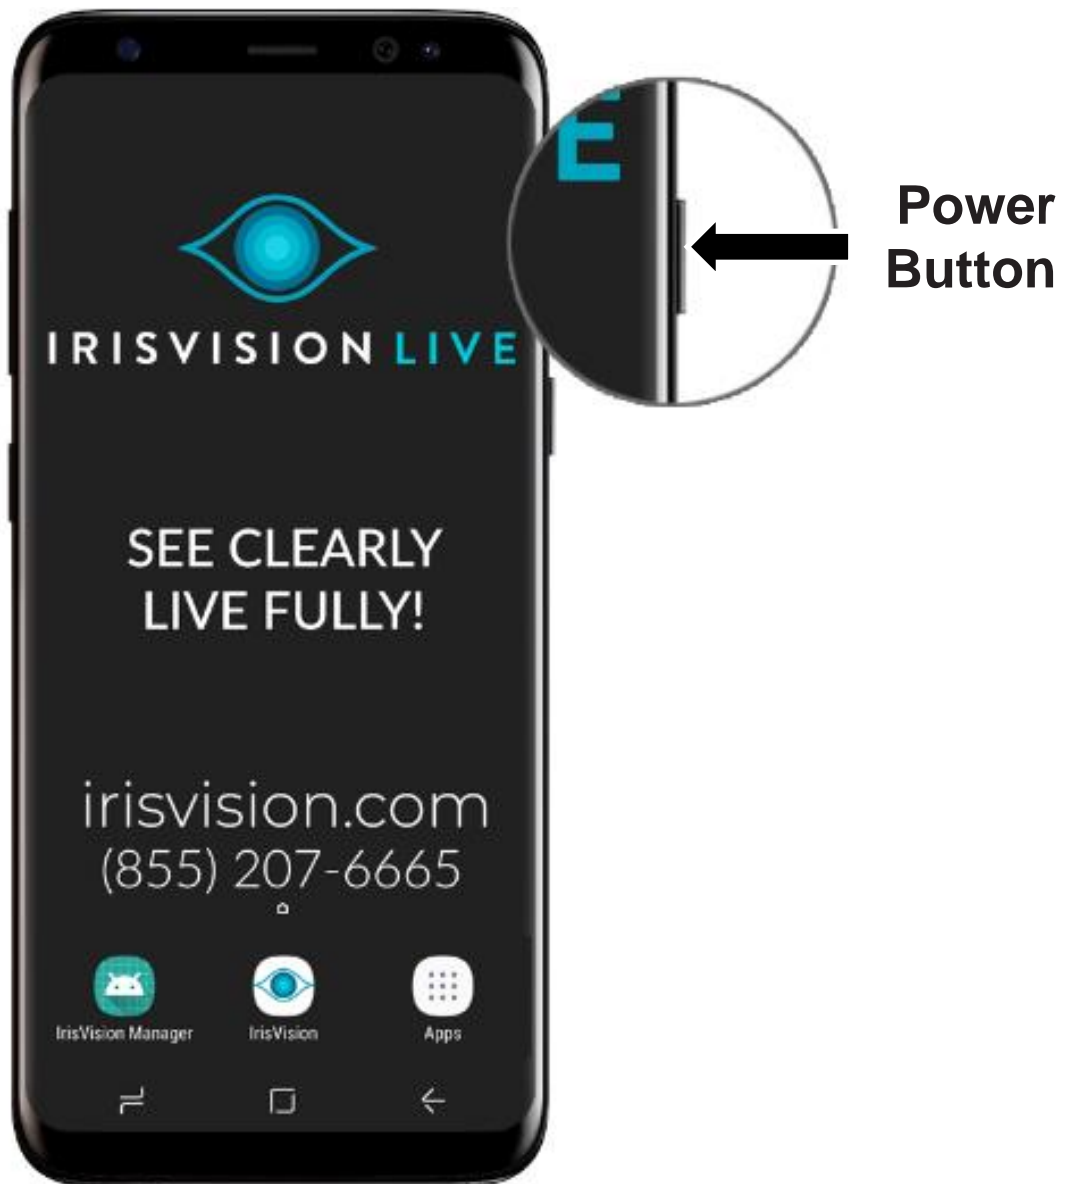 IRISVISION LIVE
E
Power
Button
SEE CLEARLY
LIVE FULLY!
irisvision.com
(855) 207-6665
IrisVision Manager
IrisVision
Apps